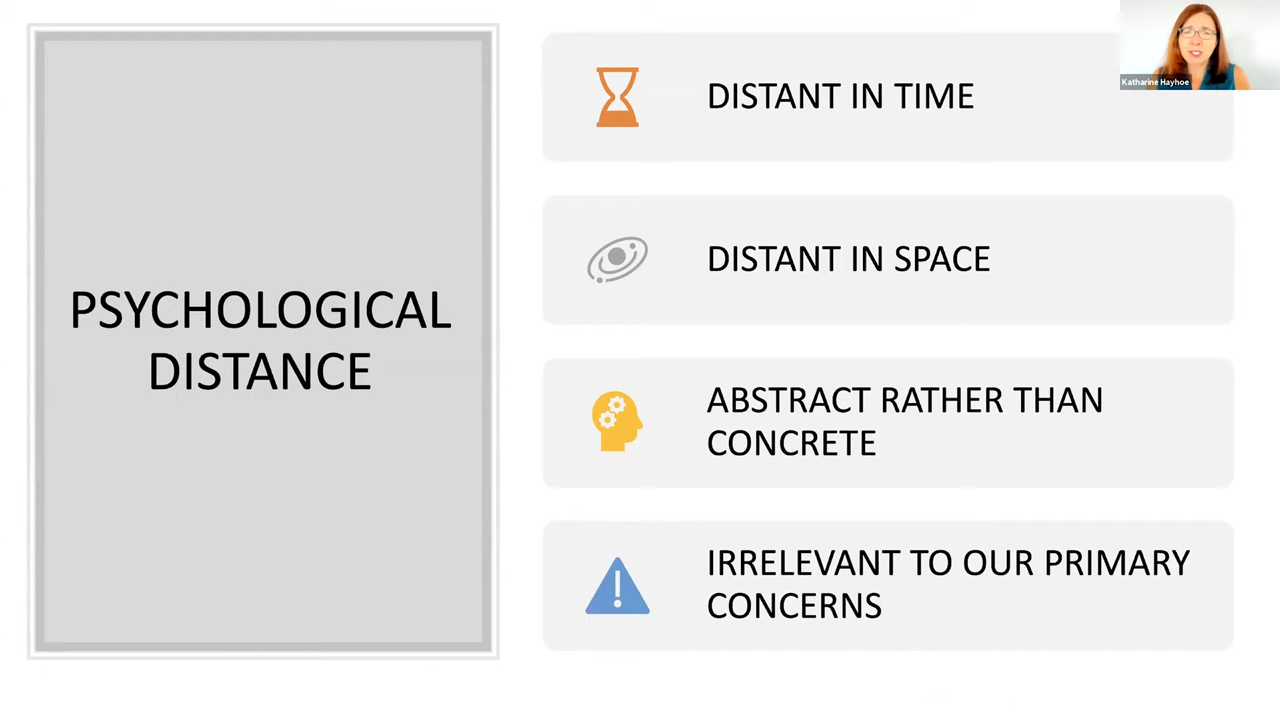 PSYCHOLOGICAL
DISTANCE
DISTANT IN TIME
DISTANT IN SPACE
ABSTRACT RATHER THAN
CONCRETE
IRRELEVANT TO OUR PRIMARY
CONCERNS
Katharine Hayhoe